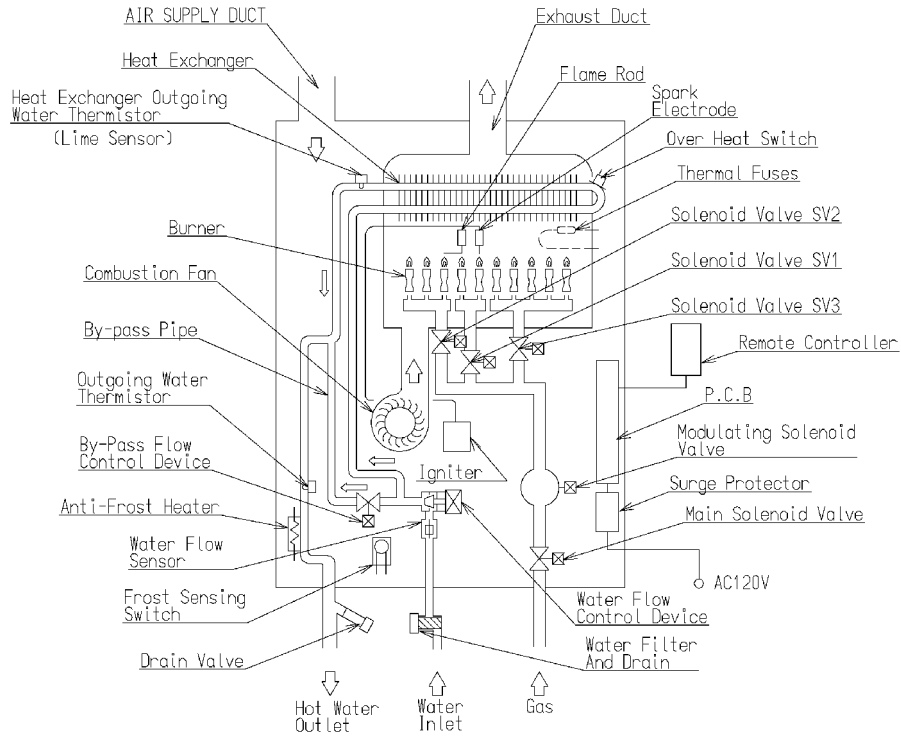 AIR SUPPLY DUCT
Exhaust Duct
Heat Exchanger
Flame Rod
Heat Exchanger Outgoing
Water Thermistor
(Lime Sensor)
Spark
Electrode
Over Heat Switch
Thermal Fuses
Solenoid Valve SV2
Burner
Solenoid Valve SV1
Combustion Fan
Solenoid Valve SV3
By-pass Pipe
Remote Controller
Outgoing Water
Thermistor
P.C.B
By-Pass Flow
Control Device
Igniter
Modulating Solenoid
Valve
Surge Protector
Anti-Frost Heater
Main Solenoid Valve
Water Flow
Sensor
AC120V
Frost Sensing
Switch
Water Flow
Control Device
Drain Valve
Water Filter
And Drain
Hot Water
Outlet
Water
Inlet
Gas